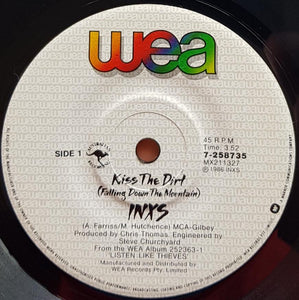 wea
45 R.P.M.
Time: 3.52
7-258735
MX211327
SIDE 1
℗ 1986 INXS
Kiss The Dirt
(Falling Down The Mountain)
INXS
(A. Farriss/M. Hutchence) MCA-Gilbey
Produced by Chris Thomas. Engineered by
Steve Churchyard
From the WEA Album 252363-1
'LISTEN LIKE THIEVES'
Manufactured and Distributed by
WEA Records Pty. Limited